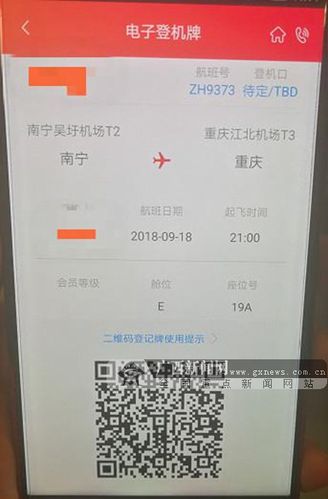 电子登机牌
航班号 登机口
ZH9373 待定/TBD
南宁吴圩机场T2 重庆江北机场T3
南宁 重庆
航班日期 起飞时间
2018-09-18 21:00
会员等级 舱位 座位号
E 19A
二维码登记牌使用提示 >
广西新闻网
www.gxnews.com.cn
全国重点新闻网站